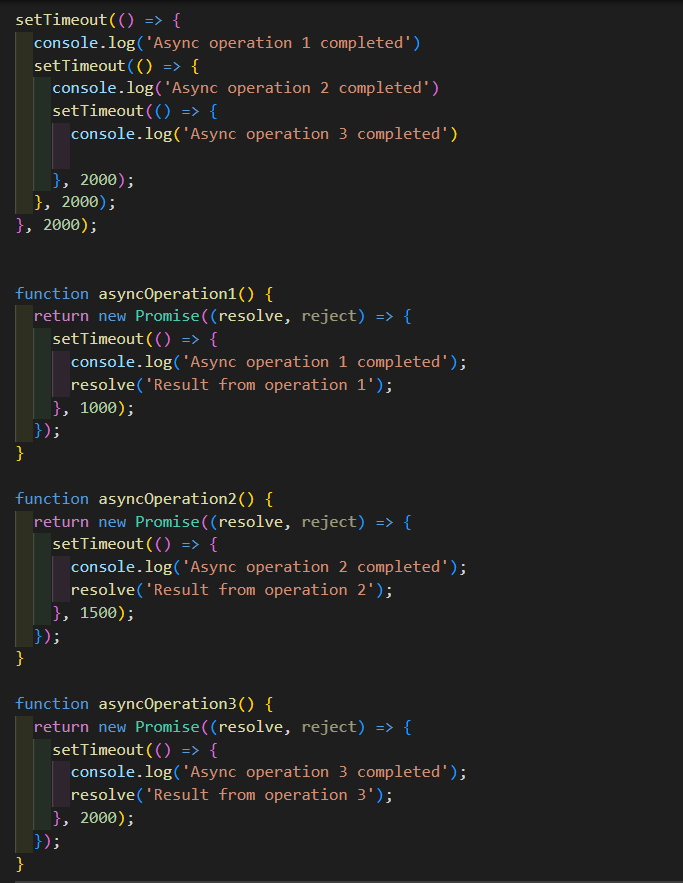 setTimeout(() => {
  console.log('Async operation 1 completed')
  setTimeout(() => {
    console.log('Async operation 2 completed')
    setTimeout(() => {
      console.log('Async operation 3 completed')

    }, 2000);
  }, 2000);
}, 2000);


function asyncOperation1() {
  return new Promise((resolve, reject) => {
    setTimeout(() => {
      console.log('Async operation 1 completed');
      resolve('Result from operation 1');
    }, 1000);
  });
}

function asyncOperation2() {
  return new Promise((resolve, reject) => {
    setTimeout(() => {
      console.log('Async operation 2 completed');
      resolve('Result from operation 2');
    }, 1500);
  });
}

function asyncOperation3() {
  return new Promise((resolve, reject) => {
    setTimeout(() => {
      console.log('Async operation 3 completed');
      resolve('Result from operation 3');
    }, 2000);
  });
}